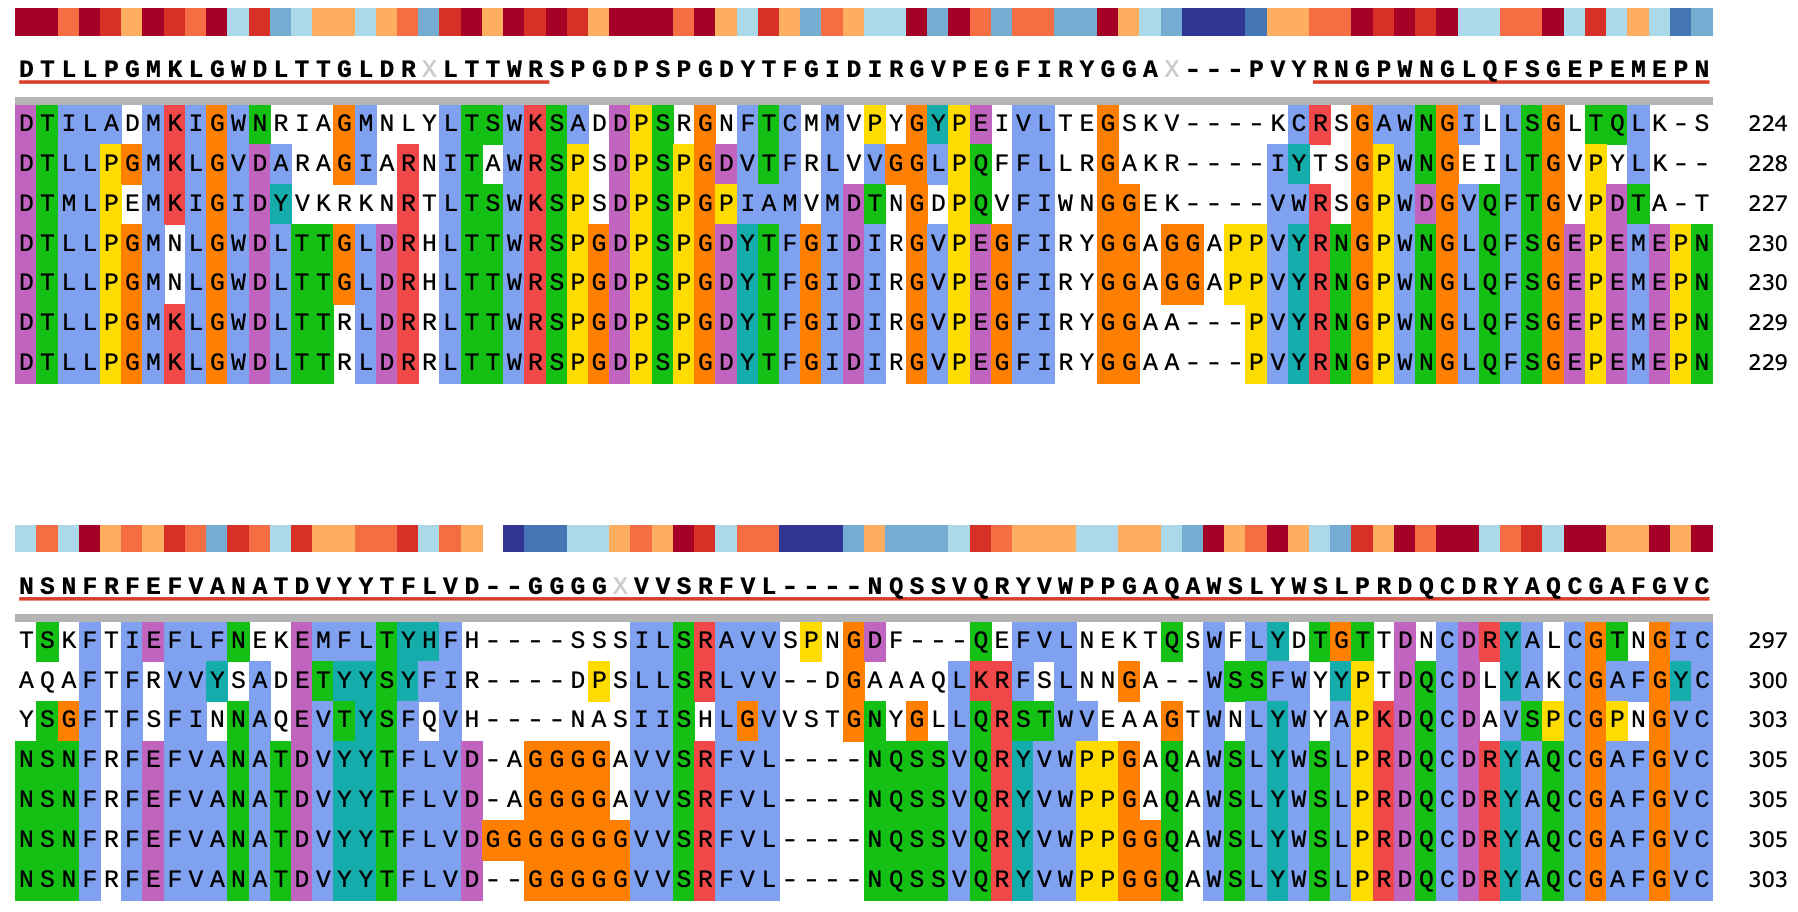 DTLLPGMKLGWDLTTGLDRXLTTWRSPGDPSPGDYTFGIDIRGVPEGFIRYGGAX---PVYRNGPWNGLQFSGEPEMEPN
DTILADMKIGWNRIAGMNLYLTSWKSADDPSRGNFTCMMVPYGYPEIVLTEGSKV----KCRSGAWNGILLSGLTQLK-S 224
DTLLPGMKLGVDARAGIARNITAWRSPSDPSPGDVTFRLVVGGLPQFFLLRGAKR----IYTSGPWNGEILTGVPYLK-- 228
DTMLPEMKIGIDYVKRKNRTLTSWKSPSDPSPGPIAMVMDTNGDPQVFIWNGGEK----VWRSGPWDGVQFTGVPDTA-T 227
DTLLPGMNLGWDLTTGLDRHLTTWRSPGDPSPGDYTFGIDIRGVPEGFIRYGGAGGAPPVYRNGPWNGLQFSGEPEMEPN 230
DTLLPGMNLGWDLTTGLDRHLTTWRSPGDPSPGDYTFGIDIRGVPEGFIRYGGAGGAPPVYRNGPWNGLQFSGEPEMEPN 230
DTLLPGMKLGWDLTTRLDRRLTTWRSPGDPSPGDYTFGIDIRGVPEGFIRYGGAA---PVYRNGPWNGLQFSGEPEMEPN 229
DTLLPGMKLGWDLTTRLDRRLTTWRSPGDPSPGDYTFGIDIRGVPEGFIRYGGAA---PVYRNGPWNGLQFSGEPEMEPN 229
NSNFRFEFVANATDVYYTFLVD--GGGGXVVSRFVL----NQSSVQRYVWPPGAQAWSLYWSLPRDQCDRYAQCGAFGVC
TSKFTIEFLFNEKEMFLTYHFH----SSSILSRAVVSPNGDF---QEFVLNEKTQSWFLYDTGTTDNCDRYALCGTNGIC 297
AQAFTFRVVYSADETYYSYFIR----DPSLLSRLVV--DGAAAQLKRFSLNNGA--WSSFWYYPTDQCDLYAKCGAFGYC 300
YSGFTFSFINNAQEVTYSFQVH----NASIISHLGVVSTGNYGLLQRSTWVEAAGTWNLYWYAPKDQCDAVSPCGPNGVC 303
NSNFRFEFVANATDVYYTFLVD-AGGGGAVVSRFVL----NQSSVQRYVWPPGAQAWSLYWSLPRDQCDRYAQCGAFGVC 305
NSNFRFEFVANATDVYYTFLVD-AGGGGAVVSRFVL----NQSSVQRYVWPPGAQAWSLYWSLPRDQCDRYAQCGAFGVC 305
NSNFRFEFVANATDVYYTFLVDGGGGGGGVVSRFVL----NQSSVQRYVWPPGGQAWSLYWSLPRDQCDRYAQCGAFGVC 305
NSNFRFEFVANATDVYYTFLVD--GGGGGVVSRFVL----NQSSVQRYVWPPGGQAWSLYWSLPRDQCDRYAQCGAFGVC 303